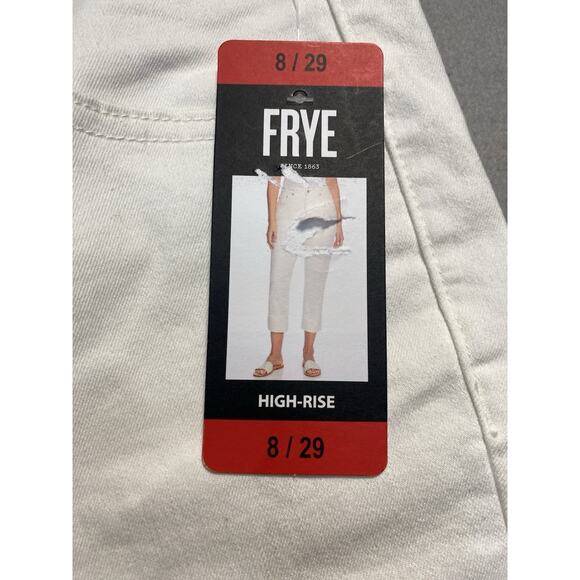 8 / 29
FRYE
SINCE 1863
HIGH-RISE
8 / 29